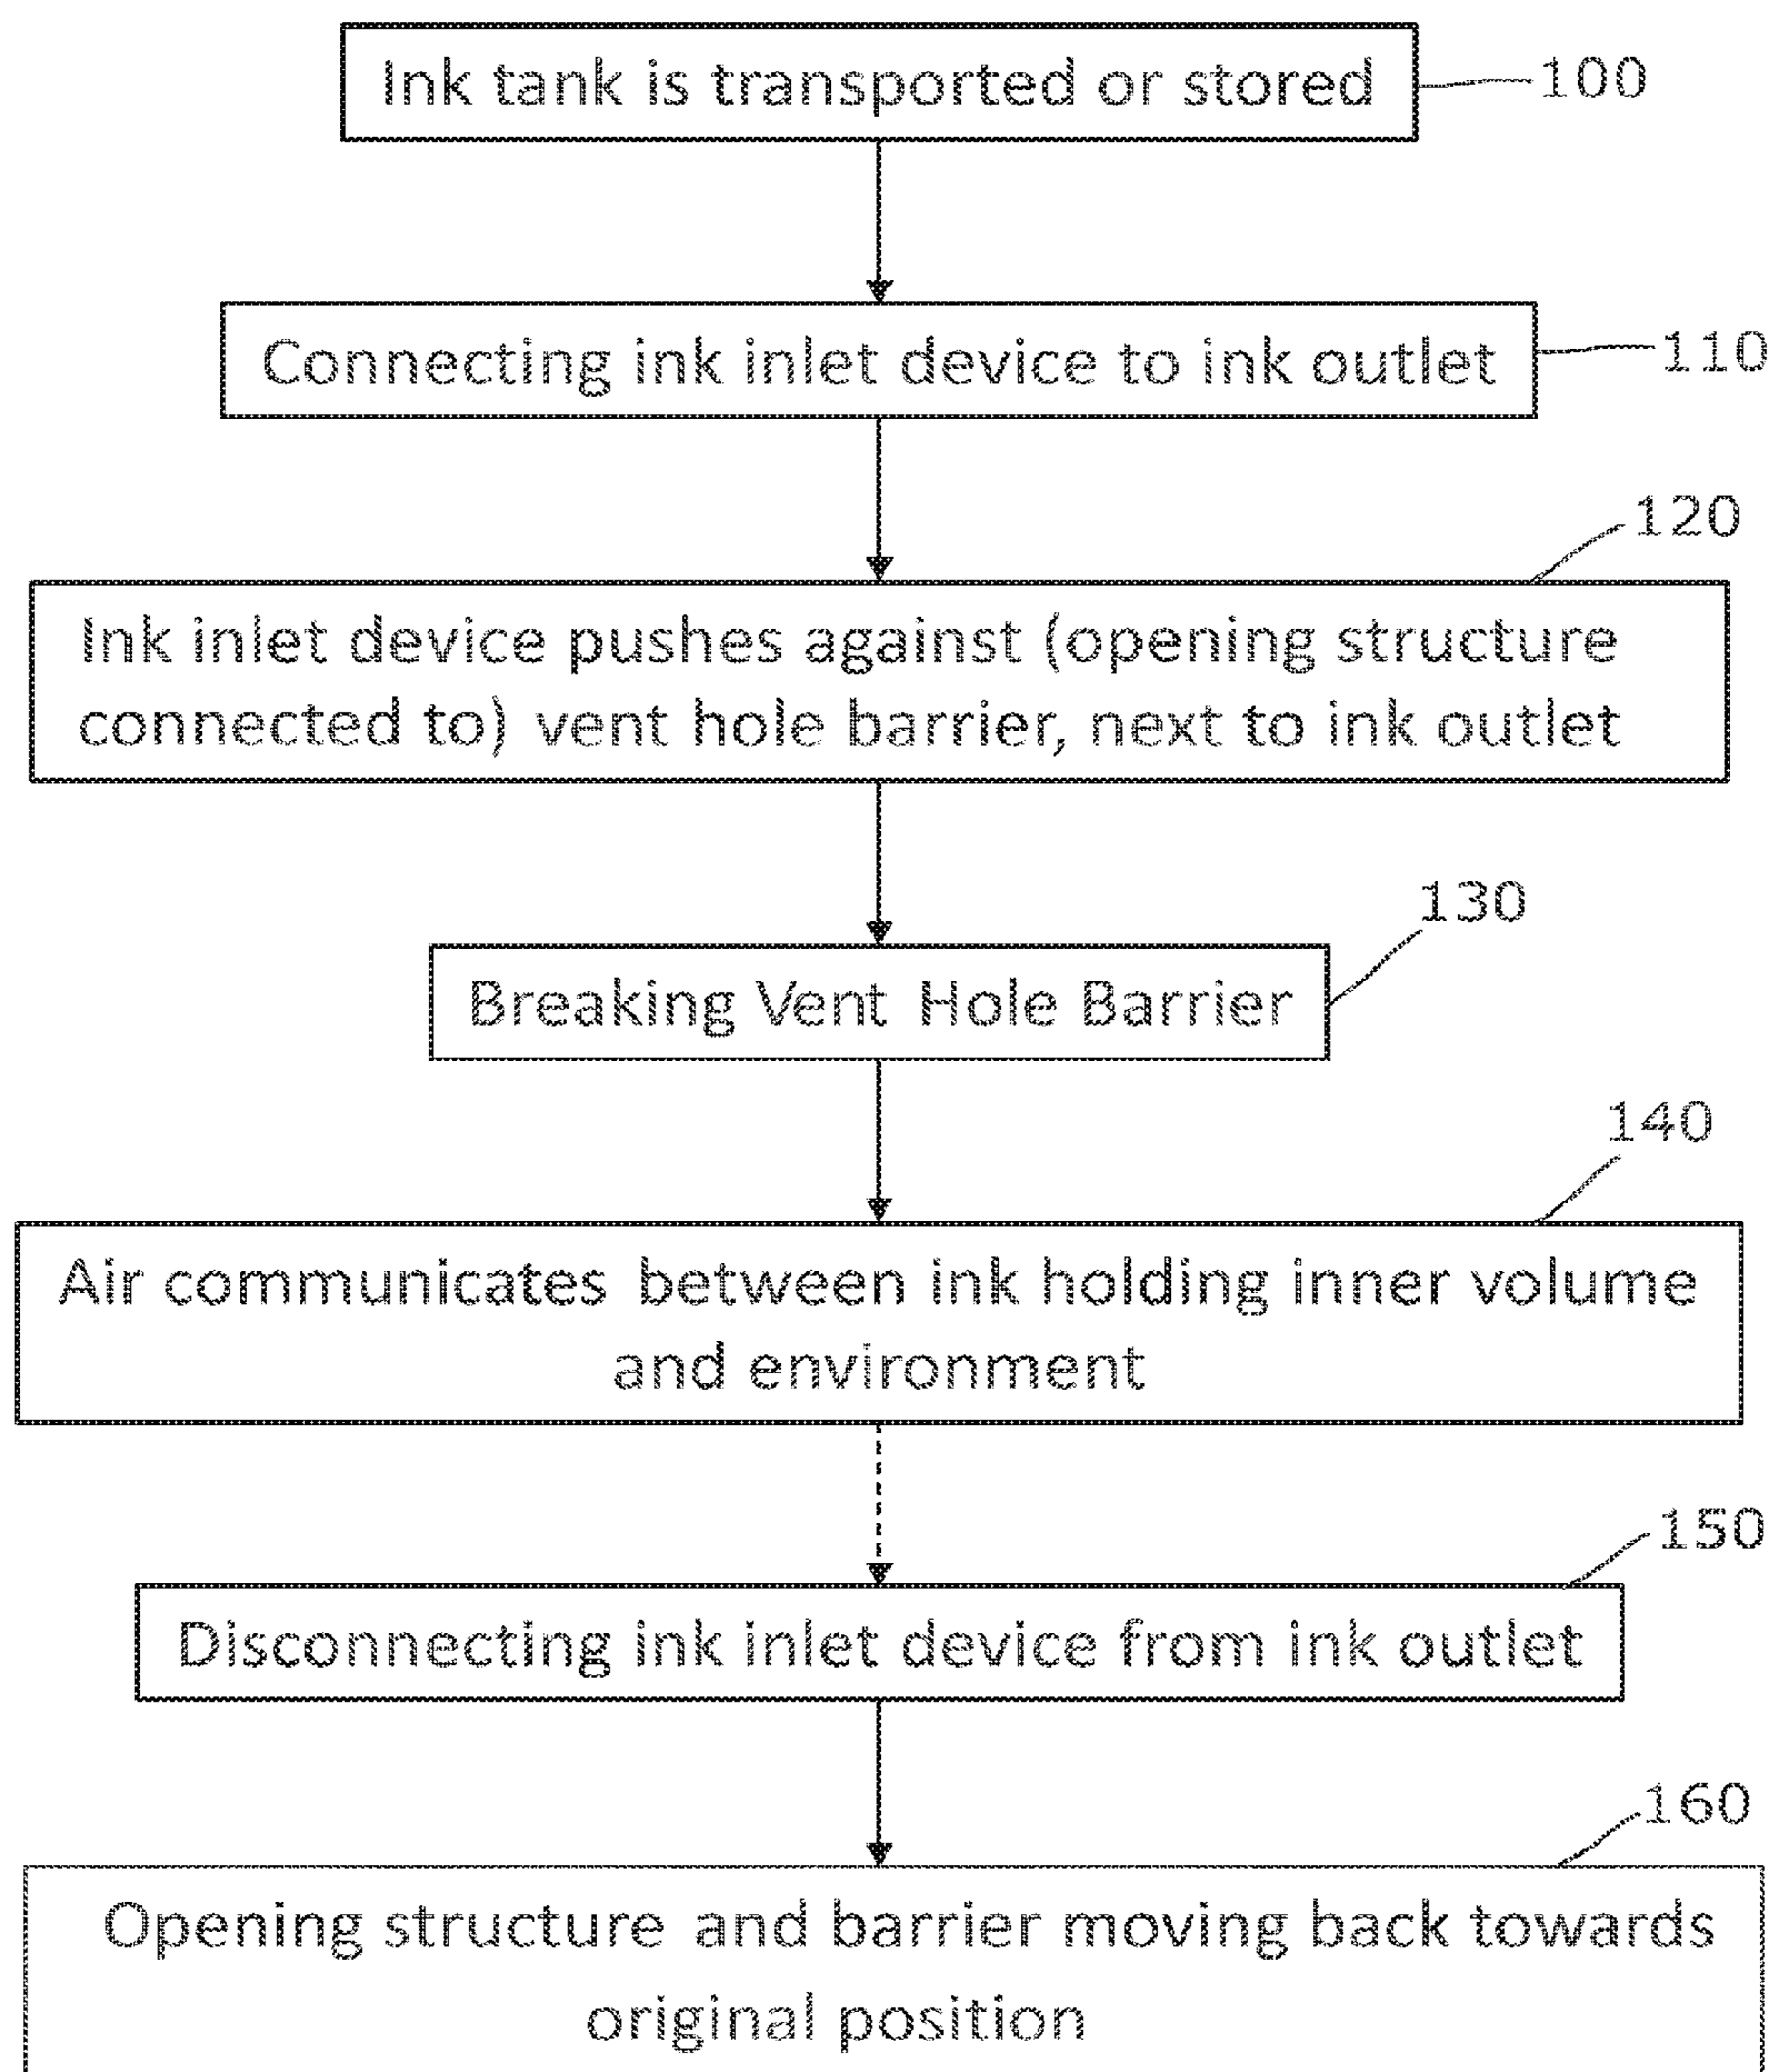 Ink tank is transported or stored
100
Connecting ink inlet device to ink outlet
110
120
Ink inlet device pushes against (opening structure
connected to) vent hole barrier, next to ink outlet
130
Breaking Vent Hole Barrier
140
Air communicates between ink holding inner volume
and environment
150
Disconnecting ink inlet device from ink outlet
160
Opening structure and barrier moving back towards
original position